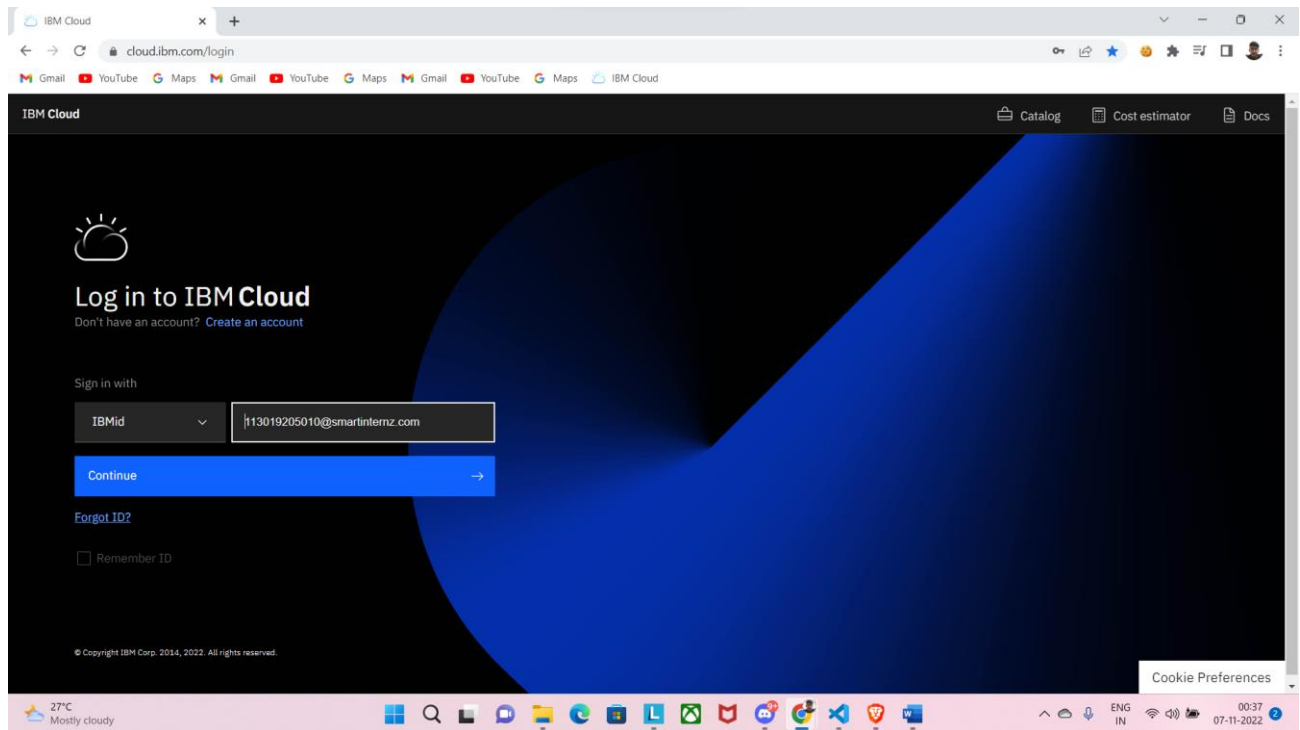 IBM Cloud
cloud.ibm.com/login
Gmail YouTube Maps Gmail YouTube Maps Gmail YouTube Maps IBM Cloud
IBM Cloud Catalog Cost estimator Docs
Log in to IBM Cloud
Don't have an account? Create an account
Sign in with
IBMid 113019205010@smartinternz.com
Continue
Forgot ID?
Remember ID
© Copyright IBM Corp. 2014, 2022. All rights reserved.
Cookie Preferences
27°C
Mostly cloudy
ENG
IN
00:37
07-11-2022
2